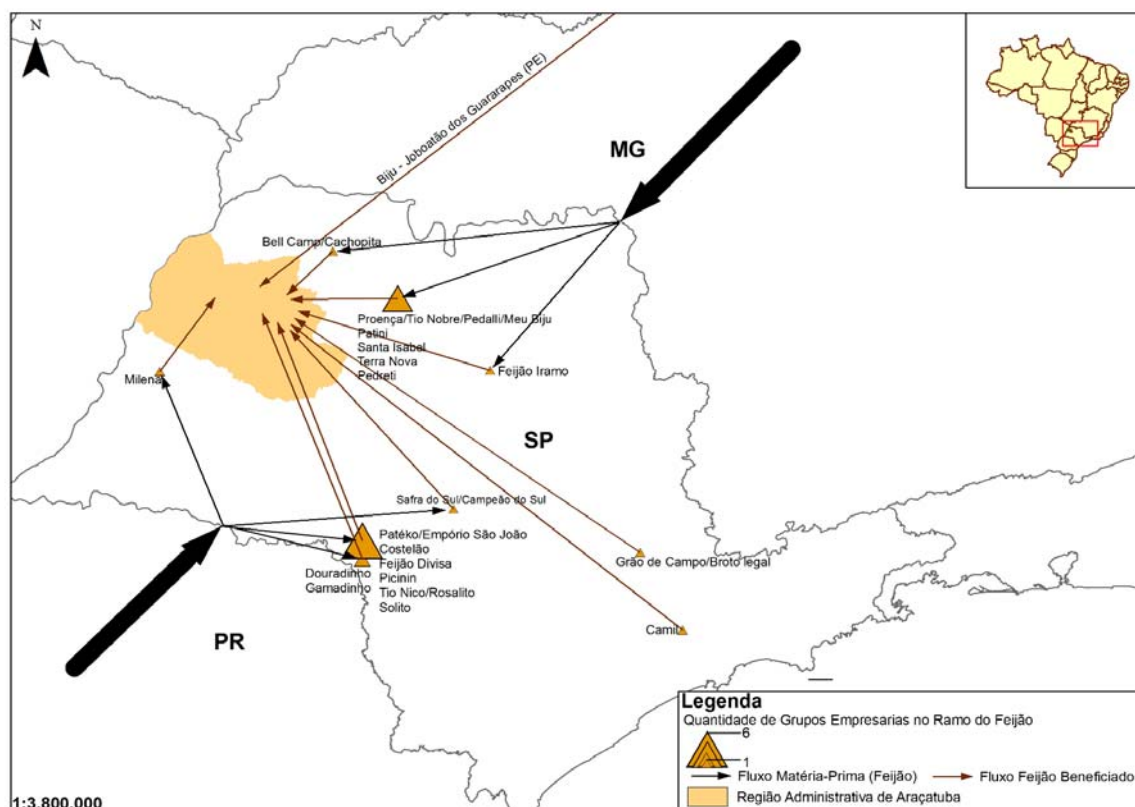 N
Biju - Joboatão dos Guararapes (PE)
MG
Bell Camp/Cachopita
Proença/Tio Nobre/Pedalli/Meu Biju
Patini
Santa Isabel
Terra Nova
Pedreti
Feijão Iramo
Milena
SP
Safra do Sul/Campeão do Sul
Patéko/Empório São João
Costelão
Feijão Divisa
Picinin
Tio Nico/Rosalito
Solito
Douradinho
Gamadinho
Grão de Campo/Broto legal
Camil
PR
Legenda
Quantidade de Grupos Empresarias no Ramo do Feijão
6
1
Fluxo Matéria-Prima (Feijão)
Fluxo Feijão Beneficiado
Região Administrativa de Araçatuba
1:3.800.000